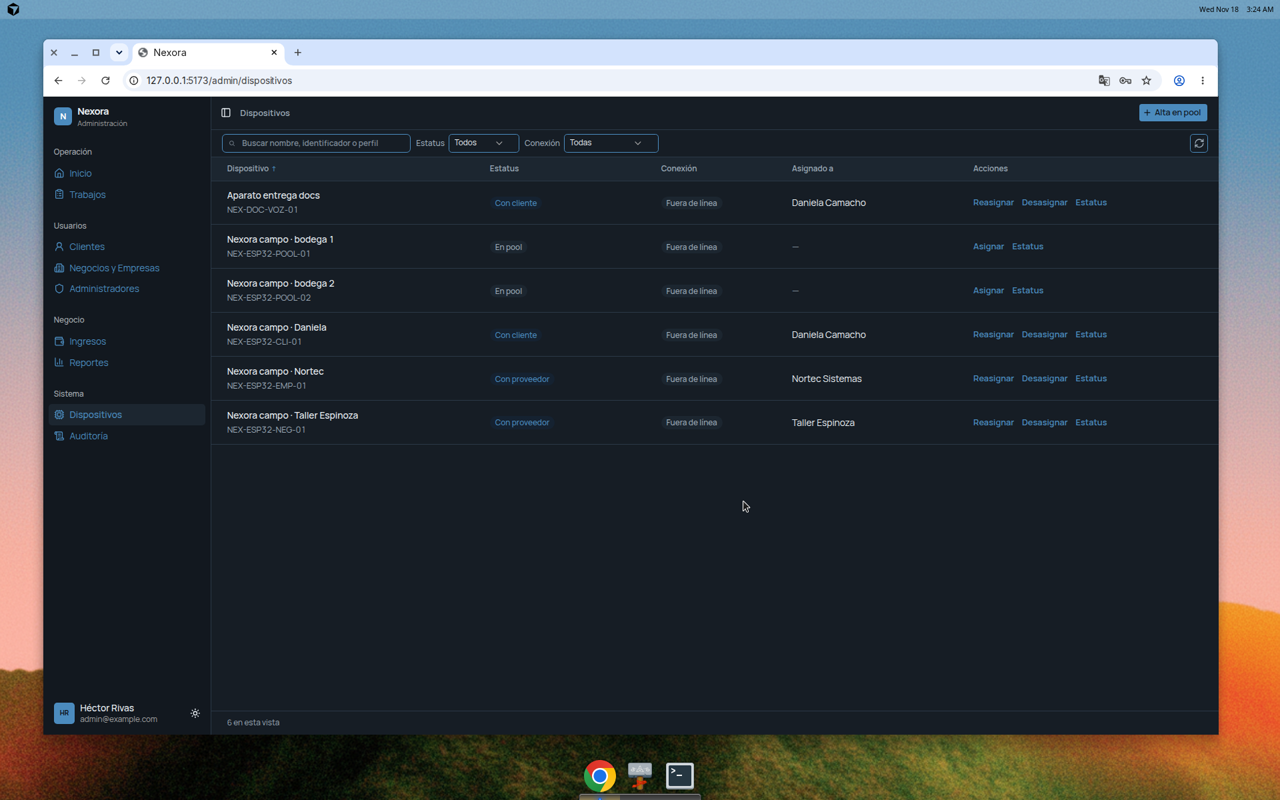 Wed Nov 18 3:24 AM
Nexora
127.0.0.1:5173/admin/dispositivos
N
Nexora
Administración
Operación
Inicio
Trabajos
Usuarios
Clientes
Negocios y Empresas
Administradores
Negocio
Ingresos
Reportes
Sistema
Dispositivos
Auditoría
HR
Héctor Rivas
admin@example.com
Dispositivos
+ Alta en pool
Buscar nombre, identificador o perfil
Estatus Todos Conexión Todas
Dispositivo ↑ Estatus Conexión Asignado a Acciones
Aparato entrega docs
NEX-DOC-VOZ-01
Con cliente Fuera de línea Daniela Camacho Reasignar Desasignar Estatus
Nexora campo · bodega 1
NEX-ESP32-POOL-01
En pool Fuera de línea — Asignar Estatus
Nexora campo · bodega 2
NEX-ESP32-POOL-02
En pool Fuera de línea — Asignar Estatus
Nexora campo · Daniela
NEX-ESP32-CLI-01
Con cliente Fuera de línea Daniela Camacho Reasignar Desasignar Estatus
Nexora campo · Nortec
NEX-ESP32-EMP-01
Con proveedor Fuera de línea Nortec Sistemas Reasignar Desasignar Estatus
Nexora campo · Taller Espinoza
NEX-ESP32-NEG-01
Con proveedor Fuera de línea Taller Espinoza Reasignar Desasignar Estatus
6 en esta vista